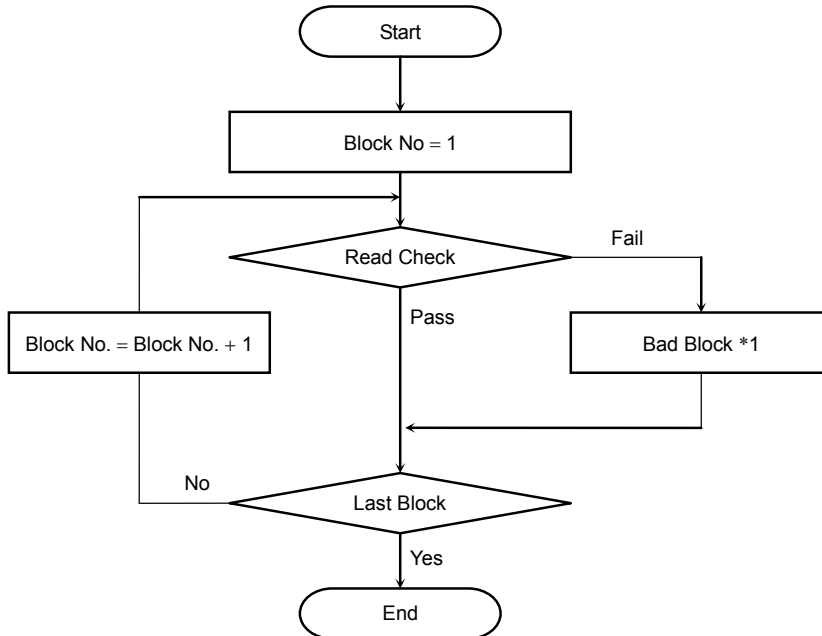 Start
Block No = 1
Read Check
Fail
Pass
Block No. = Block No. + 1
Bad Block *1
No
Last Block
Yes
End